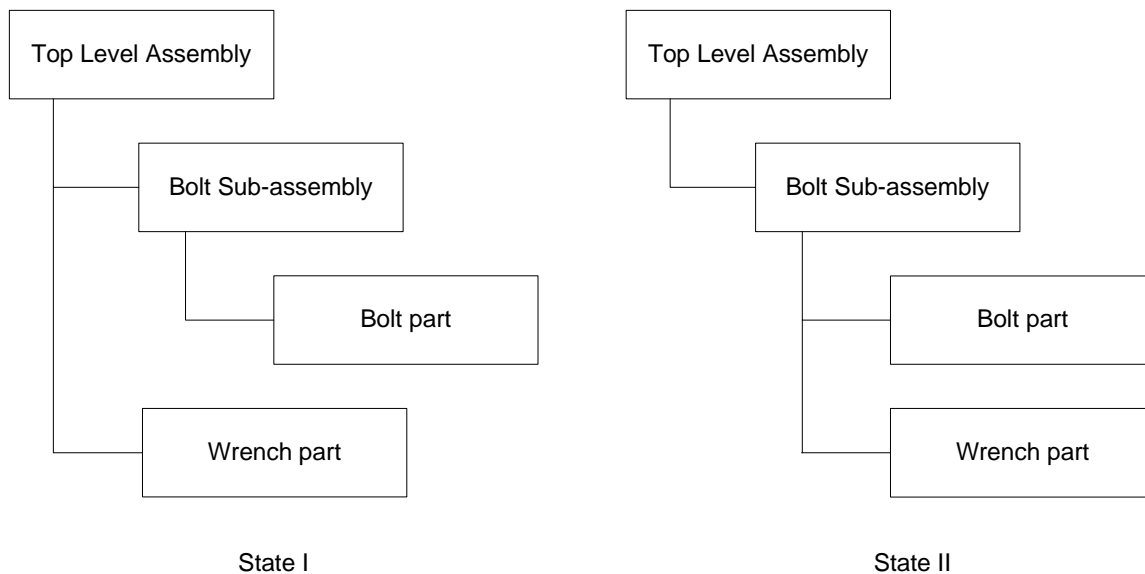 Top Level Assembly
Bolt Sub-assembly
Bolt part
Wrench part
State I
Top Level Assembly
Bolt Sub-assembly
Bolt part
Wrench part
State II